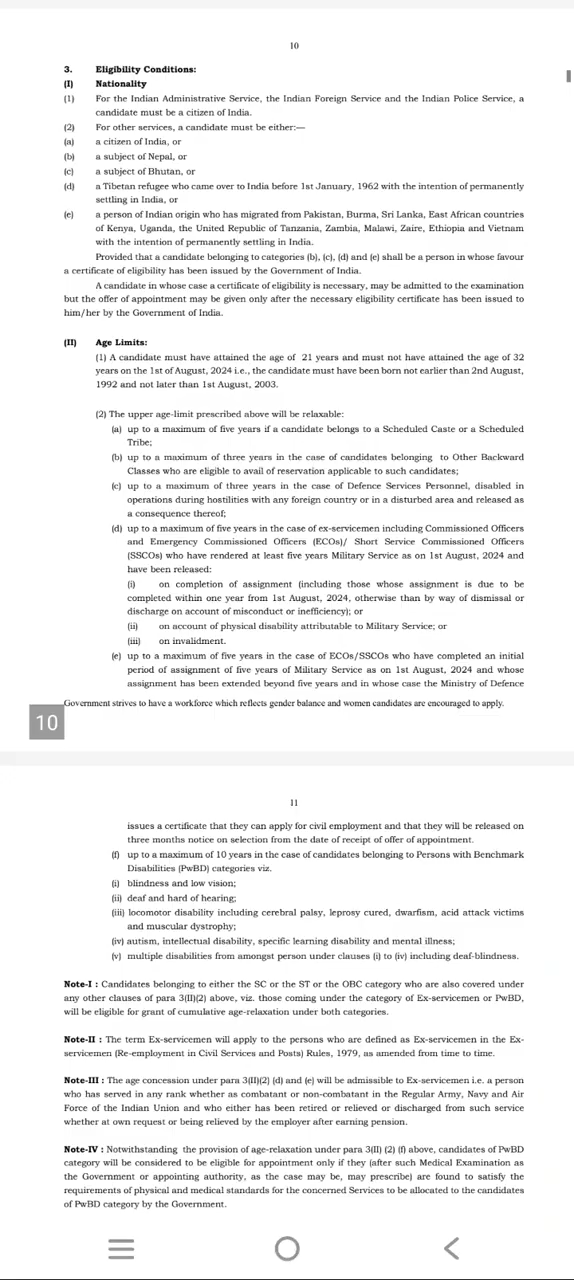 10
3. Eligibility Conditions:
(I) Nationality
(1) For the Indian Administrative Service, the Indian Foreign Service and the Indian Police Service, a
candidate must be a citizen of India.
(2) For other services, a candidate must be either:—
(a) a citizen of India, or
(b) a subject of Nepal, or
(c) a subject of Bhutan, or
(d) a Tibetan refugee who came over to India before 1st January, 1962 with the intention of permanently
settling in India, or
(e) a person of Indian origin who has migrated from Pakistan, Burma, Sri Lanka, East African countries
of Kenya, Uganda, the United Republic of Tanzania, Zambia, Malawi, Zaire, Ethiopia and Vietnam
with the intention of permanently settling in India.
Provided that a candidate belonging to categories (b), (c), (d) and (e) shall be a person in whose favour
a certificate of eligibility has been issued by the Government of India.
A candidate in whose case a certificate of eligibility is necessary, may be admitted to the examination
but the offer of appointment may be given only after the necessary eligibility certificate has been issued to
him/her by the Government of India.
(II) Age Limits:
(1) A candidate must have attained the age of 21 years and must not have attained the age of 32
years on the 1st of August, 2024 i.e., the candidate must have been born not earlier than 2nd August,
1992 and not later than 1st August, 2003.
(2) The upper age-limit prescribed above will be relaxable:
(a) up to a maximum of five years if a candidate belongs to a Scheduled Caste or a Scheduled
Tribe;
(b) up to a maximum of three years in the case of candidates belonging to Other Backward
Classes who are eligible to avail of reservation applicable to such candidates;
(c) up to a maximum of three years in the case of Defence Services Personnel, disabled in
operations during hostilities with any foreign country or in a disturbed area and released as
a consequence thereof;
(d) up to a maximum of five years in the case of ex-servicemen including Commissioned Officers
and Emergency Commissioned Officers (ECOs)/ Short Service Commissioned Officers
(SSCOs) who have rendered at least five years Military Service as on 1st August, 2024 and
have been released:
(i) on completion of assignment (including those whose assignment is due to be
completed within one year from 1st August, 2024, otherwise than by way of dismissal or
discharge on account of misconduct or inefficiency); or
(ii) on account of physical disability attributable to Military Service; or
(iii) on invalidment.
(e) up to a maximum of five years in the case of ECOs/SSCOs who have completed an initial
period of assignment of five years of Military Service as on 1st August, 2024 and whose
assignment has been extended beyond five years and in whose case the Ministry of Defence
Government strives to have a workforce which reflects gender balance and women candidates are encouraged to apply.
10
11
issues a certificate that they can apply for civil employment and that they will be released on
three months notice on selection from the date of receipt of offer of appointment.
(f) up to a maximum of 10 years in the case of candidates belonging to Persons with Benchmark
Disabilities (PwBD) categories viz.
(i) blindness and low vision;
(ii) deaf and hard of hearing;
(iii) locomotor disability including cerebral palsy, leprosy cured, dwarfism, acid attack victims
and muscular dystrophy;
(iv) autism, intellectual disability, specific learning disability and mental illness;
(v) multiple disabilities from amongst person under clauses (i) to (iv) including deaf-blindness.
Note-I : Candidates belonging to either the SC or the ST or the OBC category who are also covered under
any other clauses of para 3(II)(2) above, viz. those coming under the category of Ex-servicemen or PwBD,
will be eligible for grant of cumulative age-relaxation under both categories.
Note-II : The term Ex-servicemen will apply to the persons who are defined as Ex-servicemen in the Ex-
servicemen (Re-employment in Civil Services and Posts) Rules, 1979, as amended from time to time.
Note-III : The age concession under para 3(II)(2) (d) and (e) will be admissible to Ex-servicemen i.e. a person
who has served in any rank whether as combatant or non-combatant in the Regular Army, Navy and Air
Force of the Indian Union and who either has been retired or relieved or discharged from such service
whether at own request or being relieved by the employer after earning pension.
Note-IV : Notwithstanding the provision of age-relaxation under para 3(II) (2) (f) above, candidates of PwBD
category will be considered to be eligible for appointment only if they (after such Medical Examination as
the Government or appointing authority, as the case may be, may prescribe) are found to satisfy the
requirements of physical and medical standards for the concerned Services to be allocated to the candidates
of PwBD category by the Government.